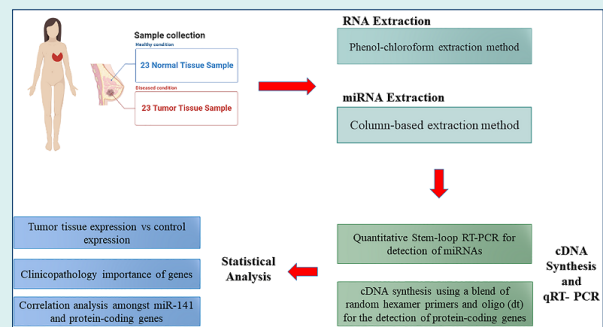 Sample collection
Healthy condition
23 Normal Tissue Sample
Diseased condition
23 Tumor Tissue Sample
RNA Extraction
Phenol-chloroform extraction method
miRNA Extraction
Column-based extraction method
Quantitative Stem-loop RT-PCR for
detection of miRNAs
cDNA synthesis using a blend of
random hexamer primers and oligo (dt)
for the detection of protein-coding genes
cDNA
Synthesis
and
qRT- PCR
Statistical
Analysis
Tumor tissue expression vs control
expression
Clinicopathology importance of genes
Correlation analysis amongst miR-141
and protein-coding genes